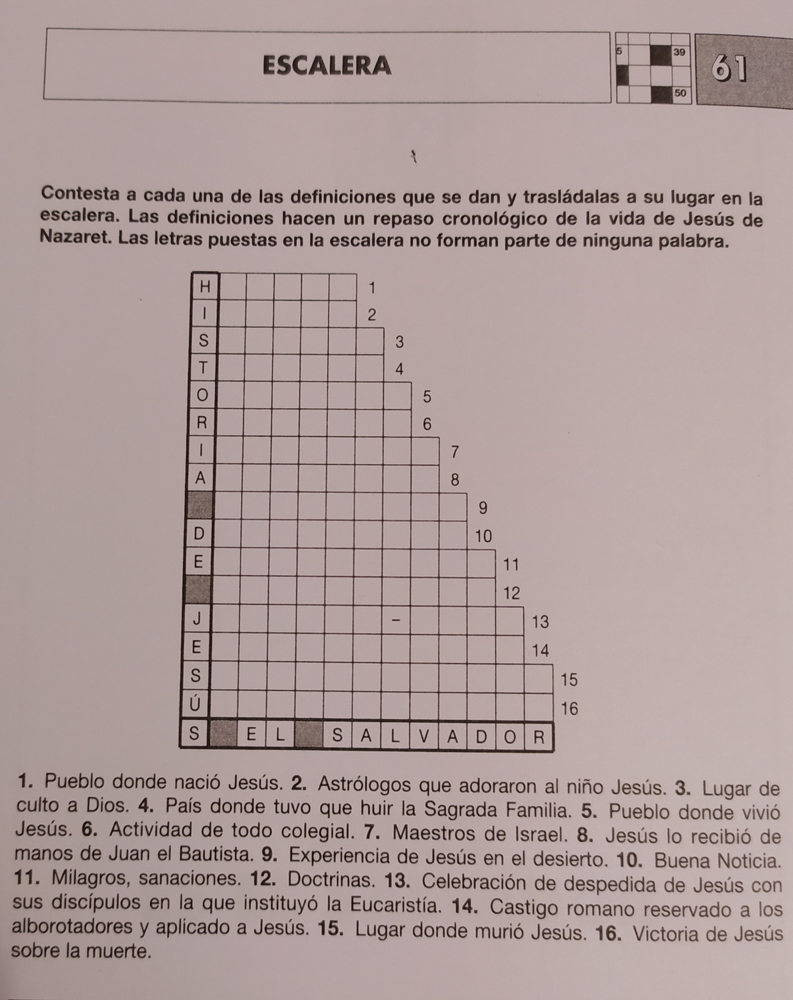 ESCALERA
5
39
50
61
Contesta a cada una de las definiciones que se dan y trasládalas a su lugar en la
escalera. Las definiciones hacen un repaso cronológico de la vida de Jesús de
Nazaret. Las letras puestas en la escalera no forman parte de ninguna palabra.
H 1
I 2
S 3
T 4
O 5
R 6
I 7
A 8
9
D 10
E 11
12
J – 13
E 14
S 15
Ú 16
S EL SALVADOR
1. Pueblo donde nació Jesús. 2. Astrólogos que adoraron al niño Jesús. 3. Lugar de
culto a Dios. 4. País donde tuvo que huir la Sagrada Familia. 5. Pueblo donde vivió
Jesús. 6. Actividad de todo colegial. 7. Maestros de Israel. 8. Jesús lo recibió de
manos de Juan el Bautista. 9. Experiencia de Jesús en el desierto. 10. Buena Noticia.
11. Milagros, sanaciones. 12. Doctrinas. 13. Celebración de despedida de Jesús con
sus discípulos en la que instituyó la Eucaristía. 14. Castigo romano reservado a los
alborotadores y aplicado a Jesús. 15. Lugar donde murió Jesús. 16. Victoria de Jesús
sobre la muerte.